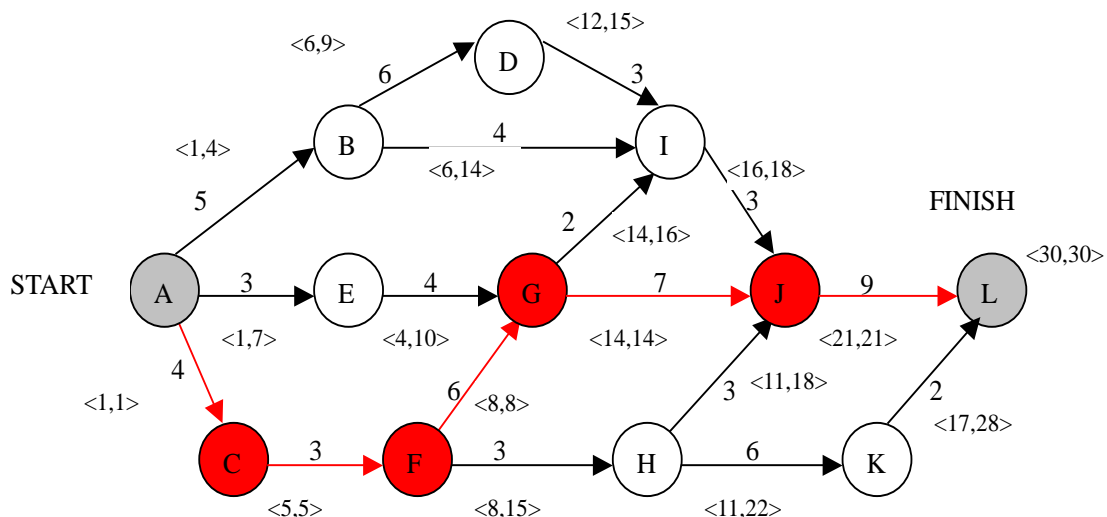 <12,15>
<6,9>
D
6
3
4
B
I
<1,4>
<6,14>
<16,18>
5
3
FINISH
2
<14,16>
<30,30>
START
A
3
E
4
G
7
J
9
L
<1,7>
<4,10>
<14,14>
<21,21>
4
6
<11,18>
<1,1>
<8,8>
3
2
<17,28>
C
3
F
3
H
6
K
<5,5>
<8,15>
<11,22>